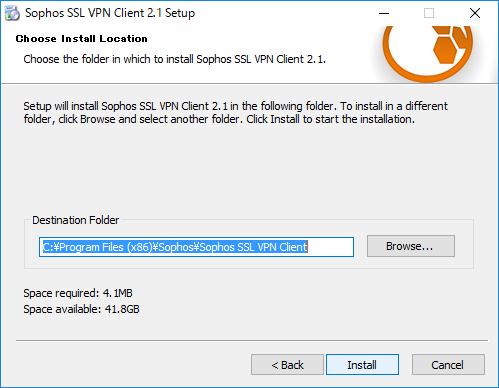 Sophos SSL VPN Client 2.1 Setup
Choose Install Location
Choose the folder in which to install Sophos SSL VPN Client 2.1.
Setup will install Sophos SSL VPN Client 2.1 in the following folder. To install in a different
folder, click Browse and select another folder. Click Install to start the installation.
Destination Folder
C:¥Program Files (x86)¥Sophos¥Sophos SSL VPN Client
Browse...
Space required: 4.1MB
Space available: 41.8GB
< Back
Install
Cancel